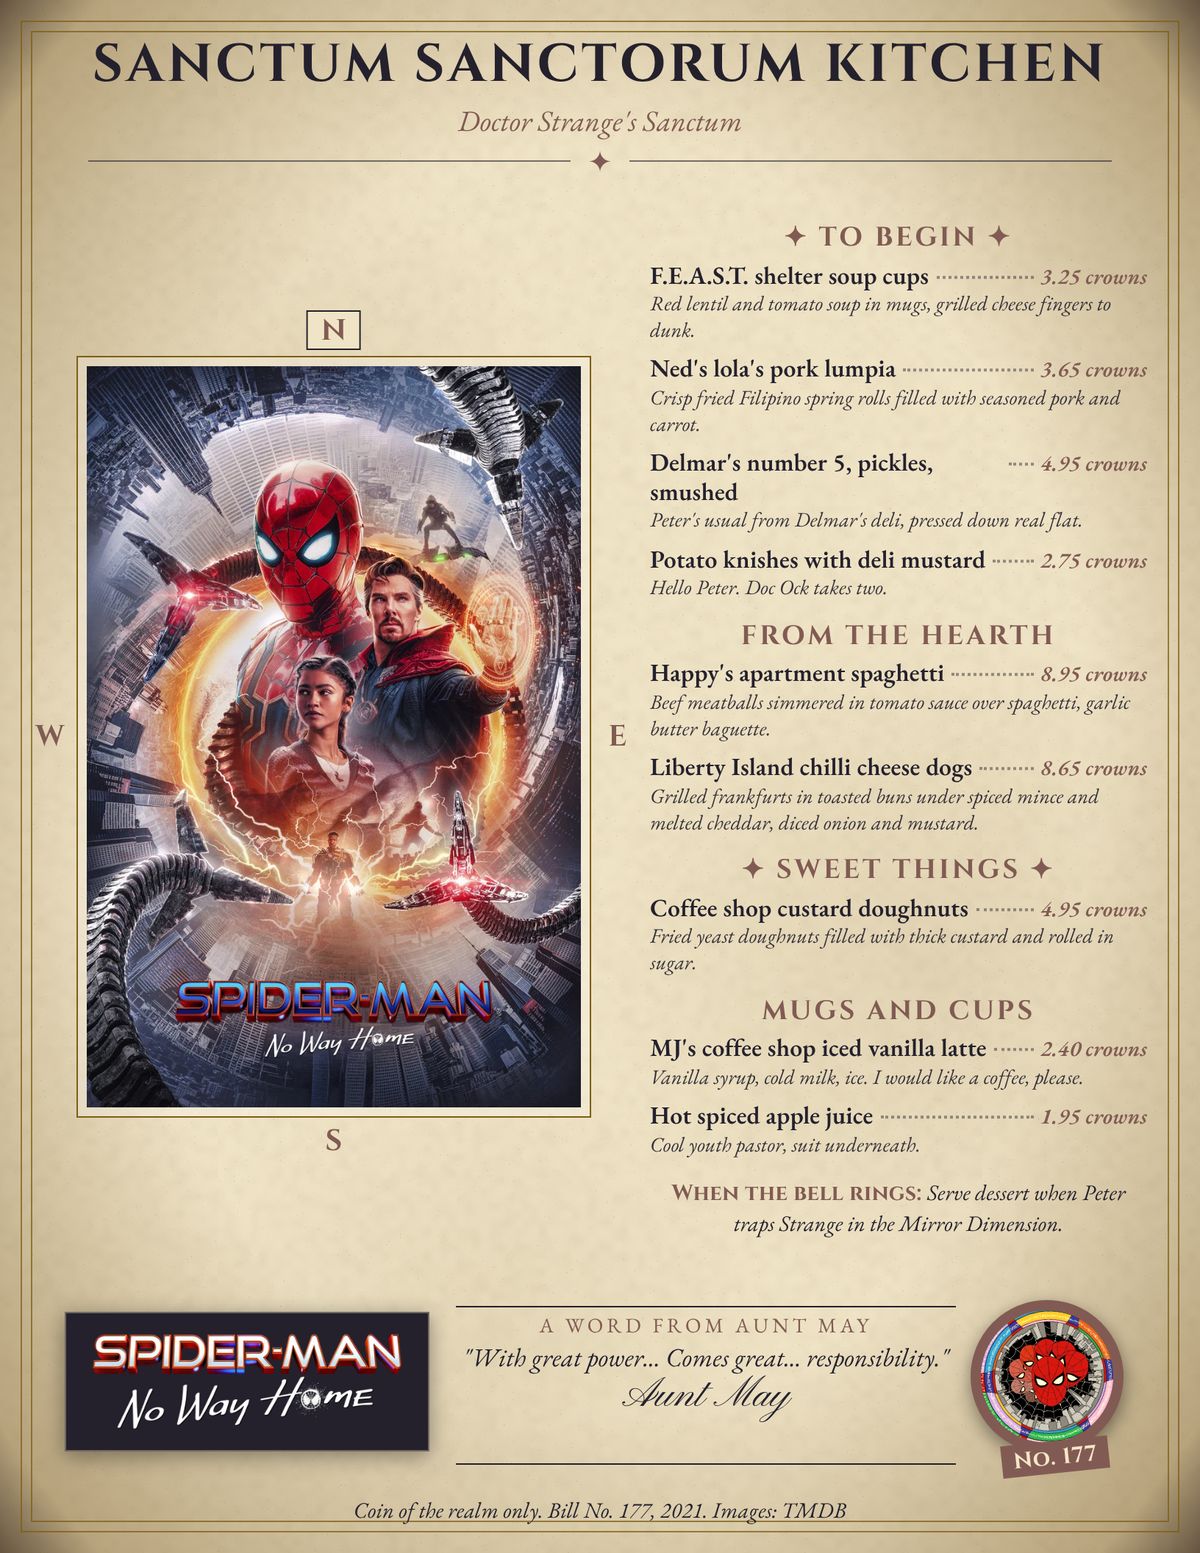 SANCTUM SANCTORUM KITCHEN
Doctor Strange's Sanctum
N
W
E
S
SPIDER-MAN
No Way Home
✦ TO BEGIN ✦
F.E.A.S.T. shelter soup cups 3.25 crowns
Red lentil and tomato soup in mugs, grilled cheese fingers to
dunk.
Ned's lola's pork lumpia 3.65 crowns
Crisp fried Filipino spring rolls filled with seasoned pork and
carrot.
Delmar's number 5, pickles, 4.95 crowns
smushed
Peter's usual from Delmar's deli, pressed down real flat.
Potato knishes with deli mustard 2.75 crowns
Hello Peter. Doc Ock takes two.
FROM THE HEARTH
Happy's apartment spaghetti 8.95 crowns
Beef meatballs simmered in tomato sauce over spaghetti, garlic
butter baguette.
Liberty Island chilli cheese dogs 8.65 crowns
Grilled frankfurts in toasted buns under spiced mince and
melted cheddar, diced onion and mustard.
✦ SWEET THINGS ✦
Coffee shop custard doughnuts 4.95 crowns
Fried yeast doughnuts filled with thick custard and rolled in
sugar.
MUGS AND CUPS
MJ's coffee shop iced vanilla latte 2.40 crowns
Vanilla syrup, cold milk, ice. I would like a coffee, please.
Hot spiced apple juice 1.95 crowns
Cool youth pastor, suit underneath.
WHEN THE BELL RINGS: Serve dessert when Peter
traps Strange in the Mirror Dimension.
SPIDER-MAN
No Way Home
A WORD FROM AUNT MAY
"With great power... Comes great... responsibility."
Aunt May
NO. 177
Coin of the realm only. Bill No. 177, 2021. Images: TMDB